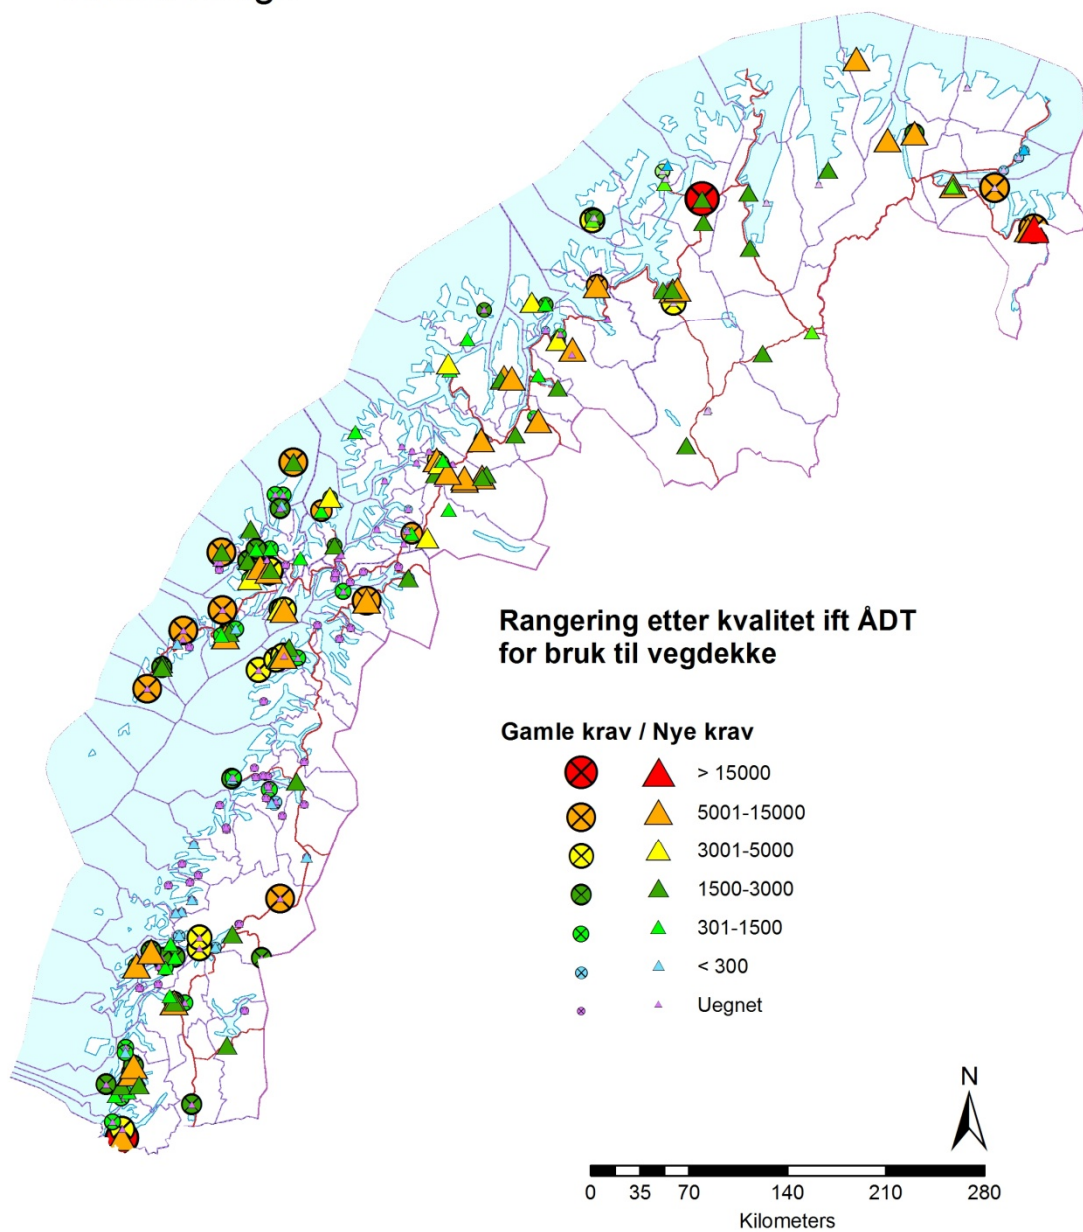 Rangering etter kvalitet ift ÅDT
for bruk til vegdekke
Gamle krav / Nye krav
> 15000
5001-15000
3001-5000
1500-3000
301-1500
< 300
Uegnet
N
0 35 70 140 210 280
Kilometers